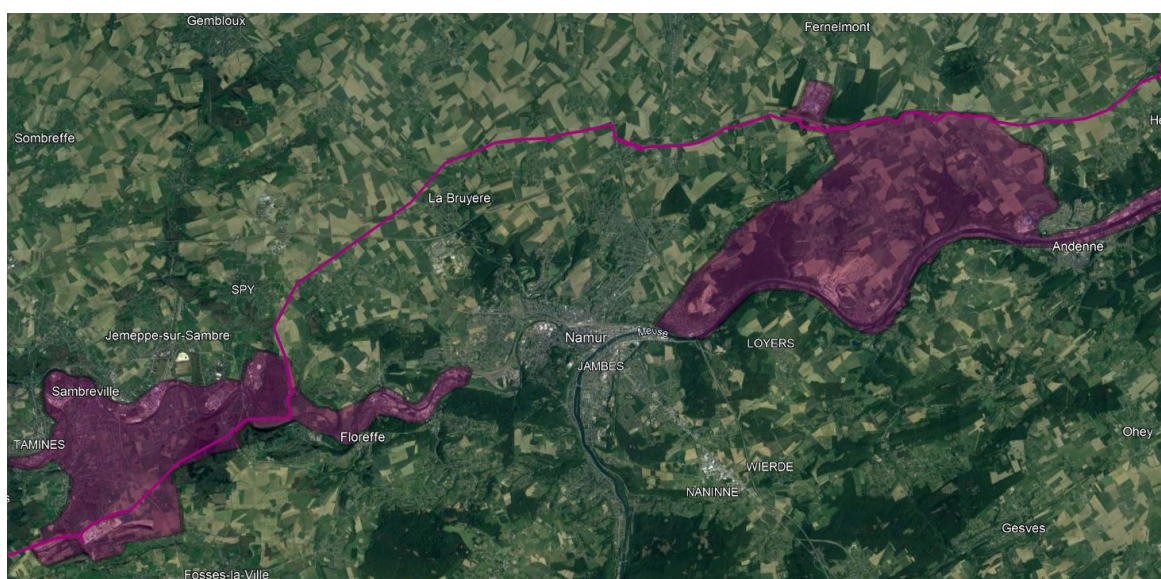 Gembloux
Fernelmont
Sombreffe
La Bruyère
Andenne
SPY
Jemeppe-sur-Sambre
Namur
Meuse
LOYERS
JAMBES
Sambreville
TAMINES
Floreffe
Ohey
WIERDE
NANINNE
Gesves
Fosses-la-Ville